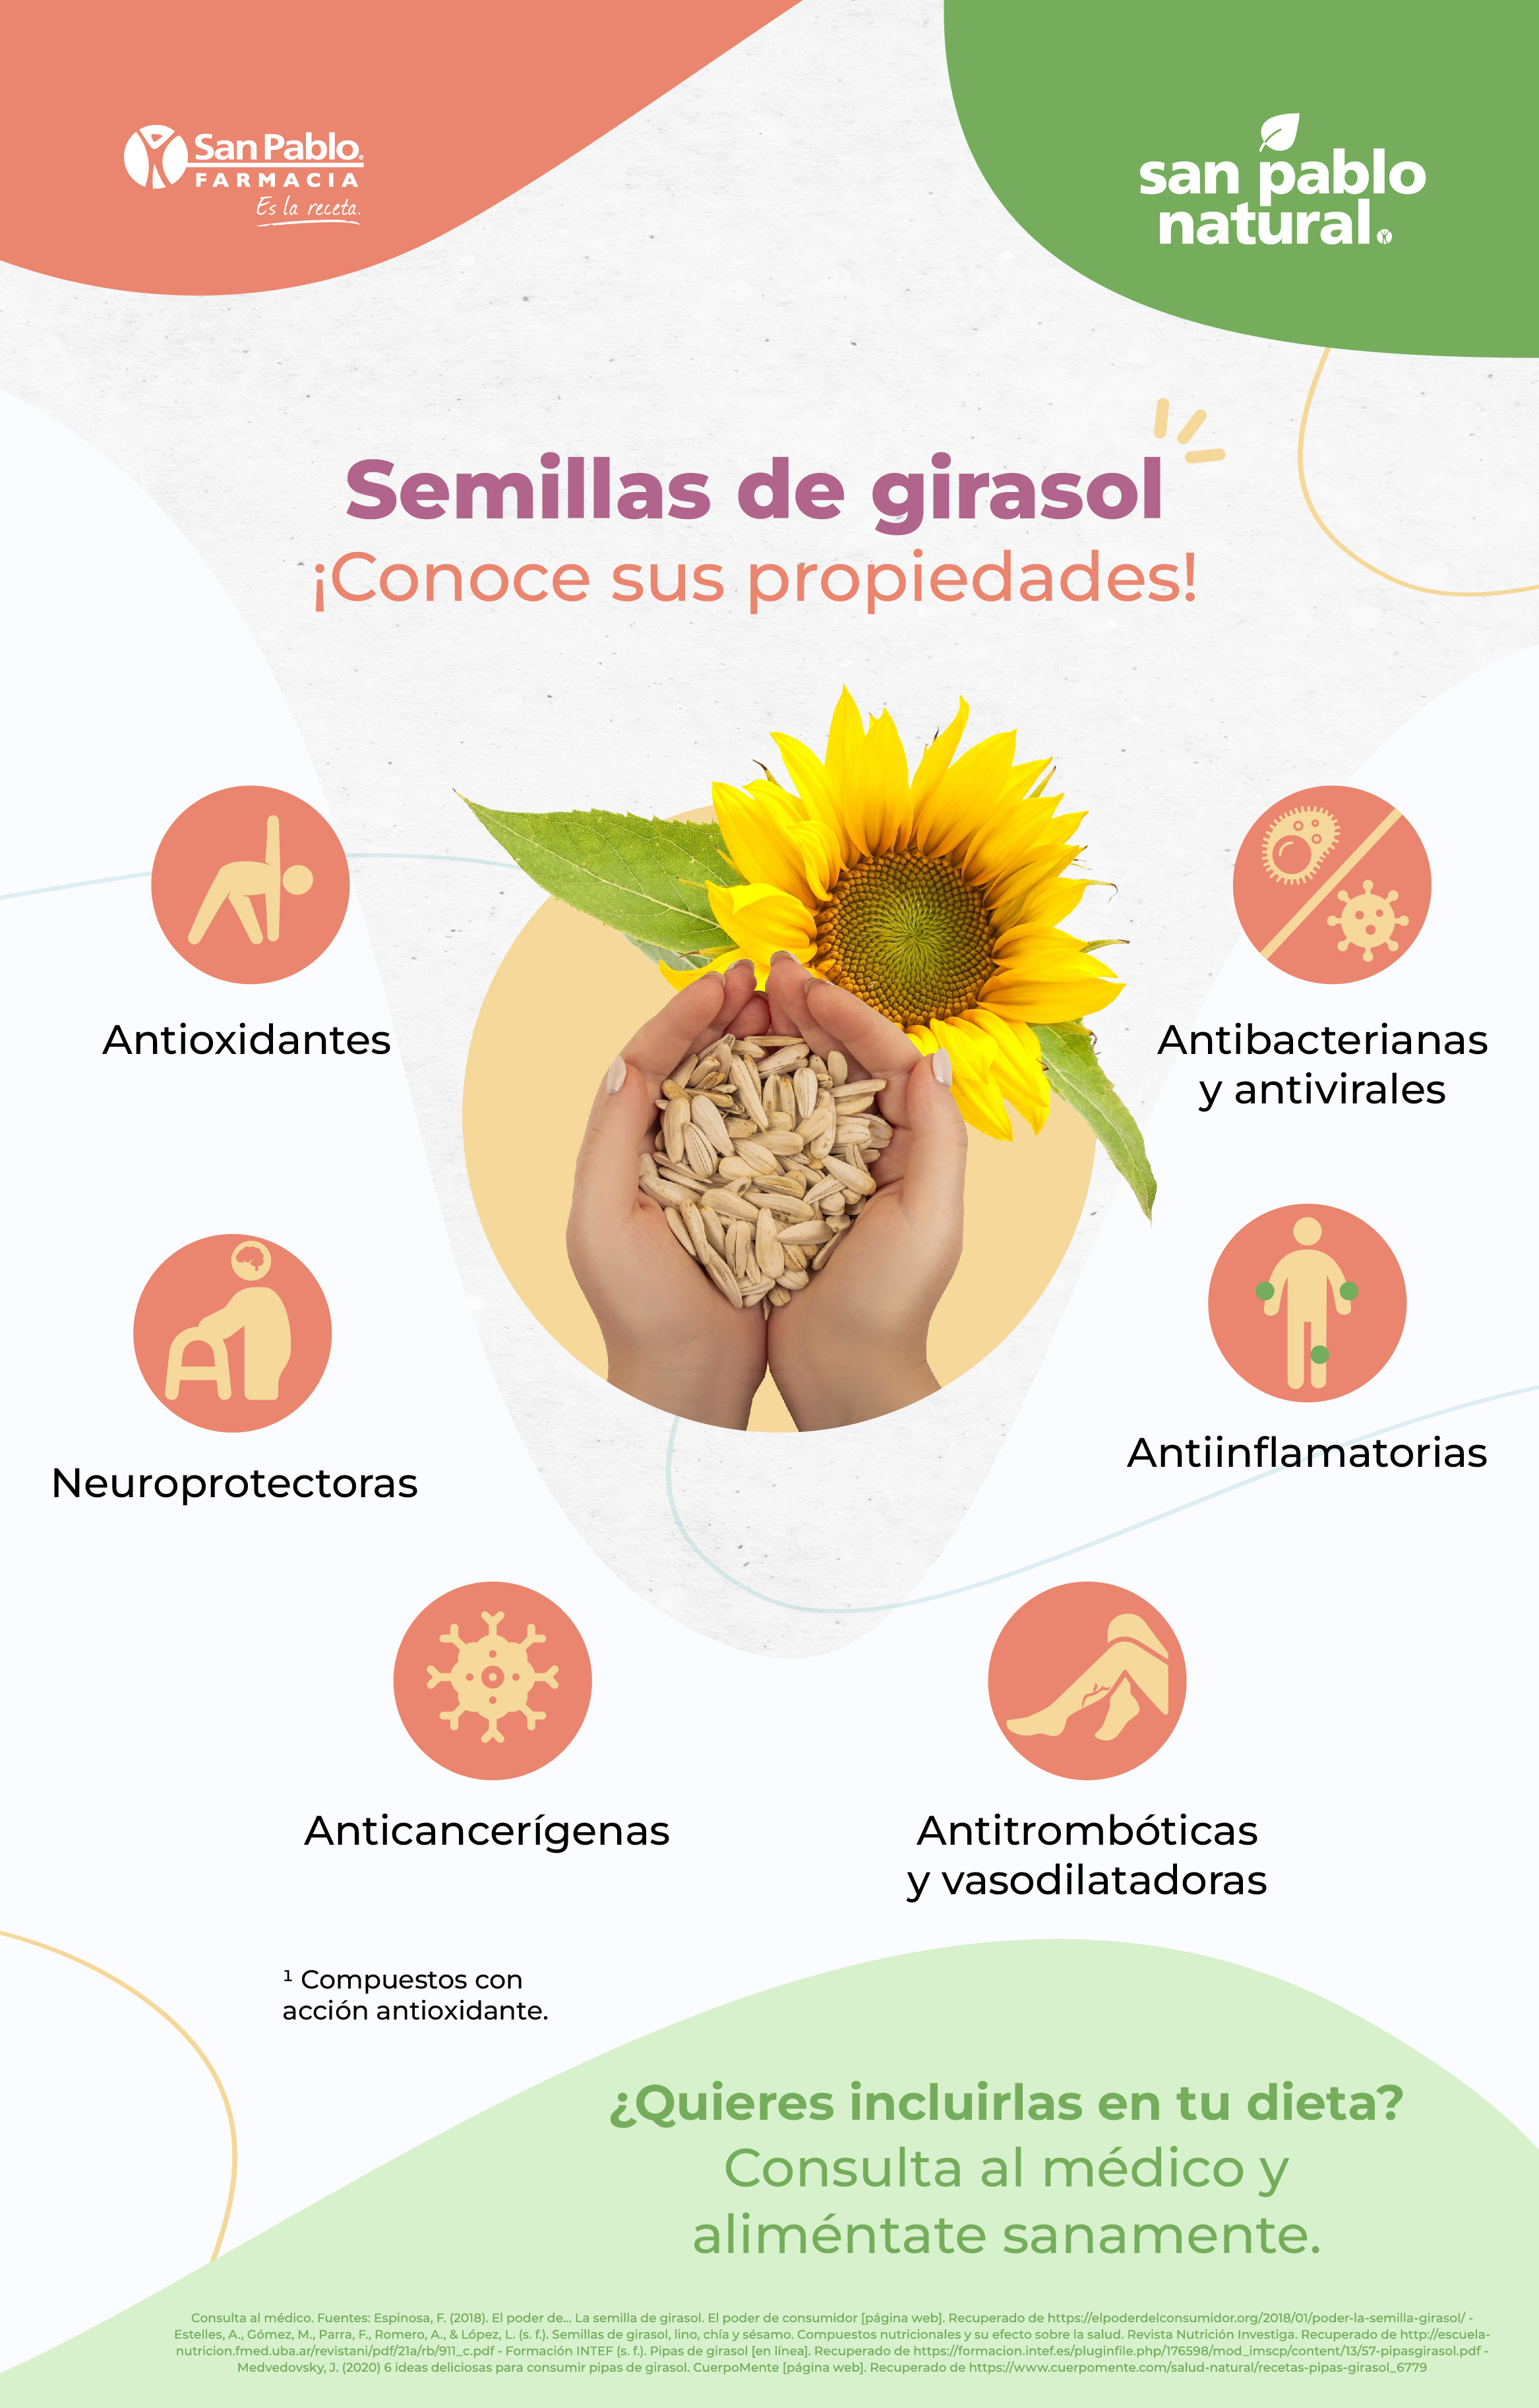 San Pablo
FARMACIA
Es la receta.
san pablo
natural
Semillas de girasol
¡Conoce sus propiedades!
Antioxidantes
Antibacterianas
y antivirales
Neuroprotectoras
Antiinflamatorias
Anticancerígenas
Antitrombóticas
y vasodilatadoras
¹ Compuestos con
acción antioxidante.
¿Quieres incluirlas en tu dieta?
Consulta al médico y
aliméntate sanamente.
Consulta al médico. Fuentes: Espinosa, F. (2018). El poder de... La semilla de girasol. El poder de consumidor [página web]. Recuperado de https://elpoderdelconsumidor.org/2018/01/poder-la-semilla-girasol/ -
Estelles, A., Gómez, M., Parra, F., Romero, A., & López, L. (s. f.). Semillas de girasol, lino, chía y sésamo. Compuestos nutricionales y su efecto sobre la salud. Revista Nutrición Investiga. Recuperado de http://escuela-
nutricion.fmed.uba.ar/revistani/pdf/21a/rb/911_c.pdf - Formación INTEF (s. f.). Pipas de girasol [en línea]. Recuperado de https://formacion.intef.es/pluginfile.php/176598/mod_imscp/content/13/57-pipasgirasol.pdf -
Medvedovsky, J. (2020) 6 ideas deliciosas para consumir pipas de girasol. CuerpoMente [página web]. Recuperado de https://www.cuerpomente.com/salud-natural/recetas-pipas-girasol_6779